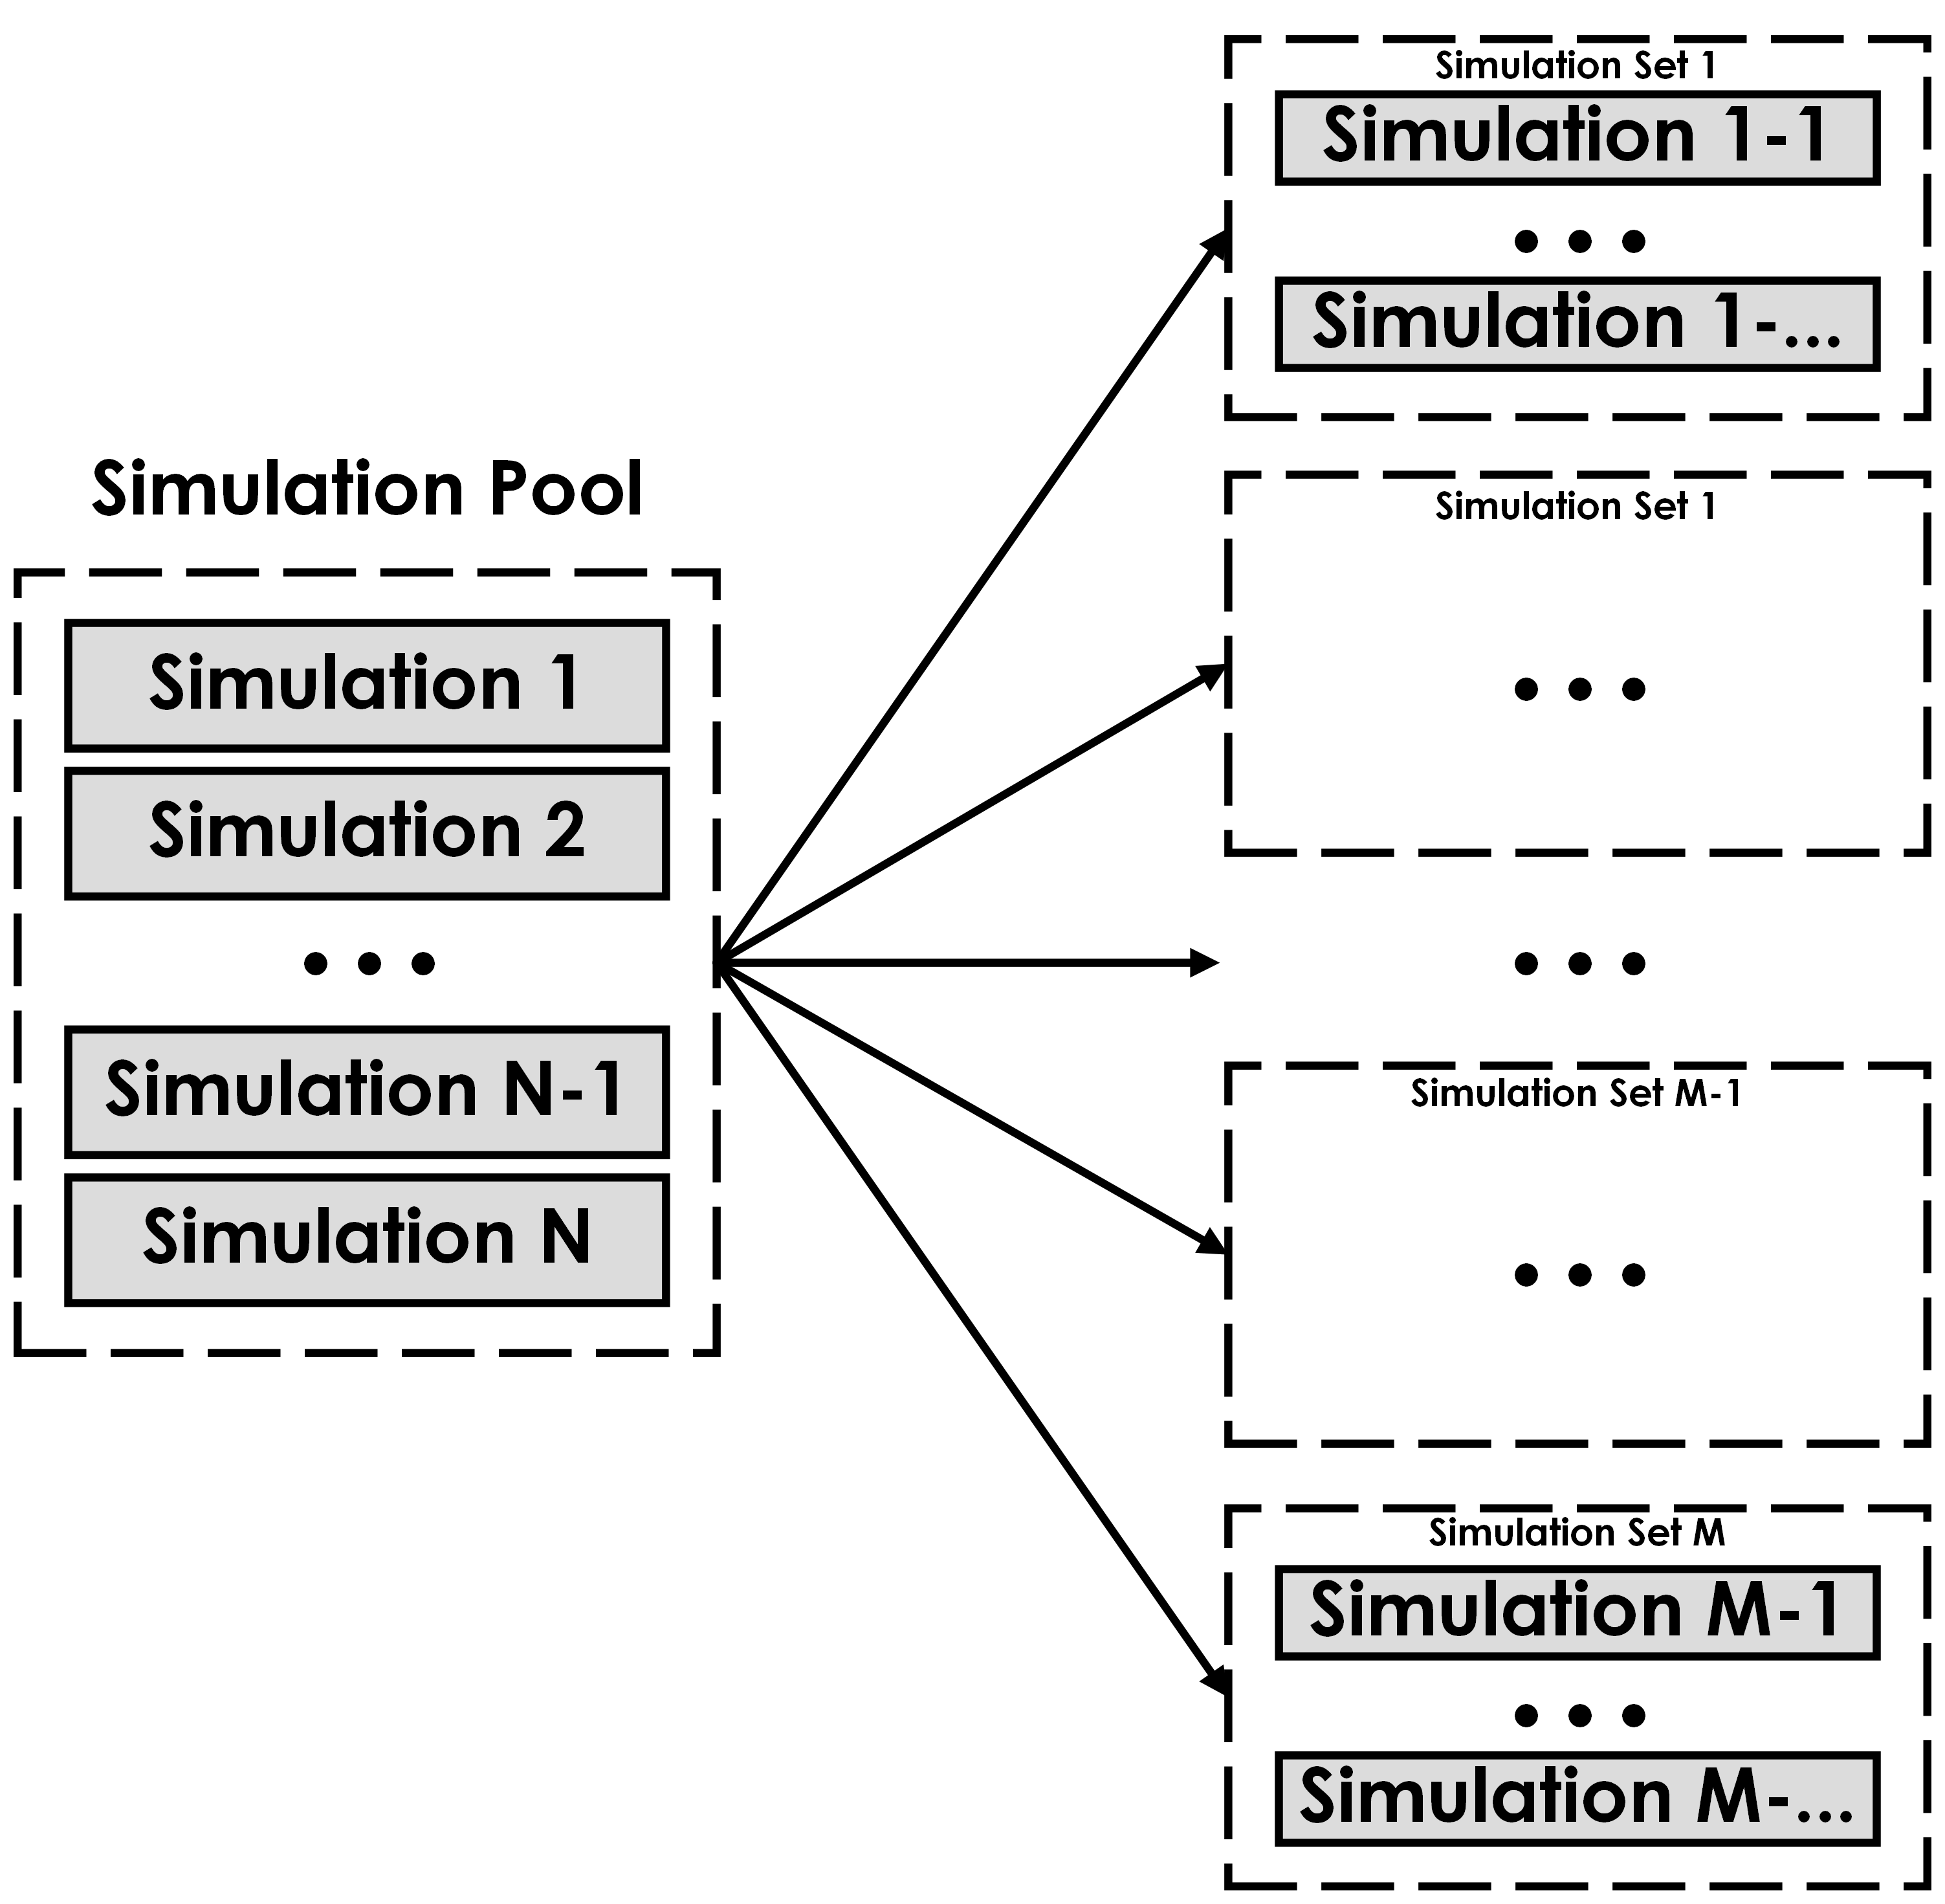 Simulation Pool
Simulation 1
Simulation 2
• • •
Simulation N-1
Simulation N
Simulation Set 1
Simulation 1-1
• • •
Simulation 1-...
Simulation Set 1
• • •
• • •
Simulation Set M-1
• • •
Simulation Set M
Simulation M-1
• • •
Simulation M-...